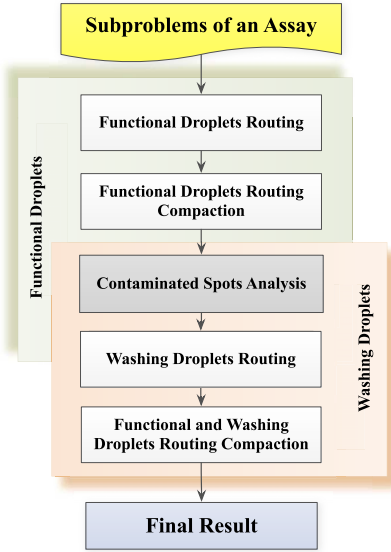 Subproblems of an Assay
Functional Droplets Routing
Functional Droplets Routing
Compaction
Functional Droplets
Contaminated Spots Analysis
Washing Droplets Routing
Functional and Washing
Droplets Routing Compaction
Washing Droplets
Final Result